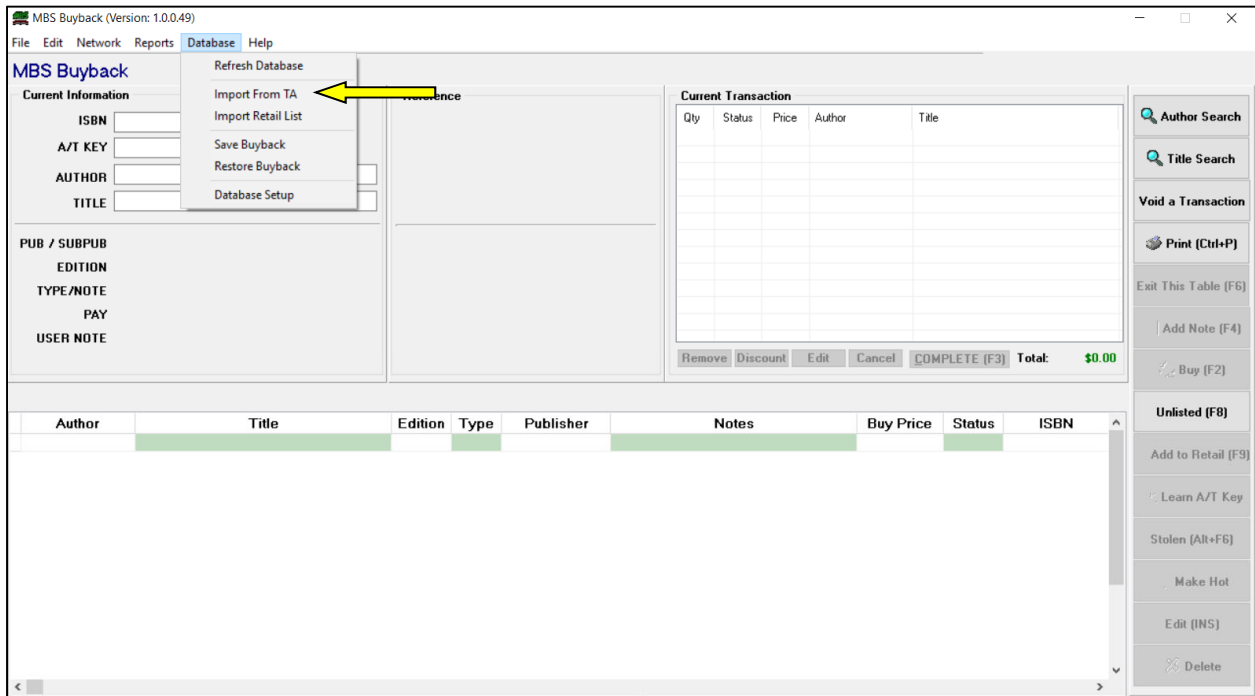 MBS Buyback (Version: 1.0.0.49)
File Edit Network Reports Database Help
MBS Buyback
Refresh Database
Import From TA
Import Retail List
Save Buyback
Restore Buyback
Database Setup
Current Information
ISBN
A/T KEY
AUTHOR
TITLE
PUB / SUBPUB
EDITION
TYPE/NOTE
PAY
USER NOTE
Reference
Current Transaction
Qty Status Price Author Title
Remove Discount Edit Cancel COMPLETE (F3) Total: $0.00
Author Search
Title Search
Void a Transaction
Print (Ctrl+P)
Exit This Table (F6)
Add Note (F4)
Buy (F2)
Unlisted (F8)
Add to Retail (F9)
Learn A/T Key
Stolen (Alt+F6)
Make Hot
Edit (INS)
Delete
Author Title Edition Type Publisher Notes Buy Price Status ISBN